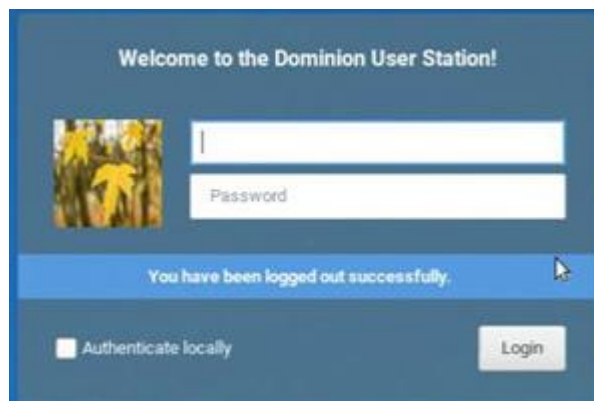 Welcome to the Dominion User Station!
Password
You have been logged out successfully.
Authenticate locally
Login